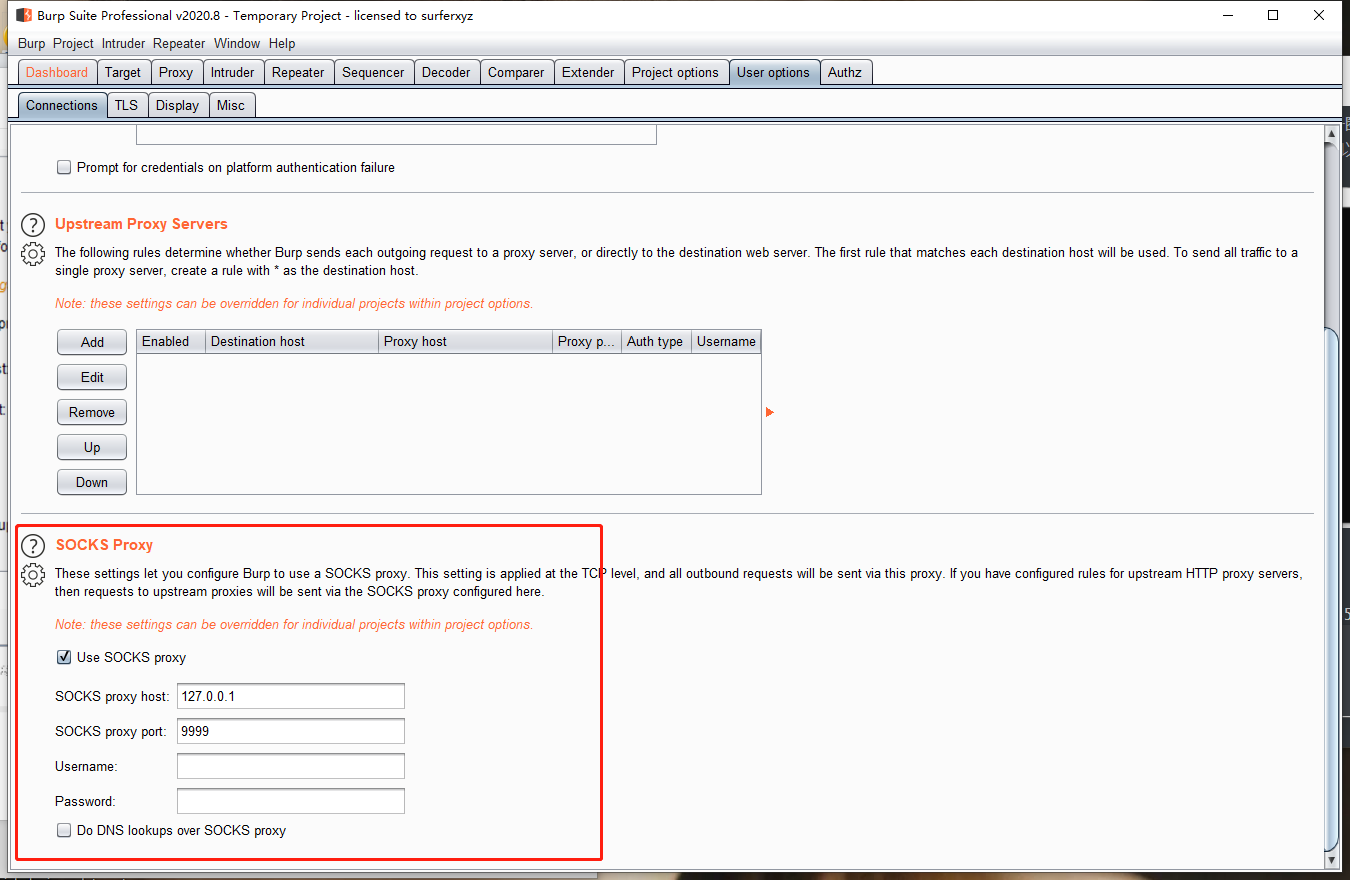 Burp Suite Professional v2020.8 - Temporary Project - licensed to surferxyz
Burp Project Intruder Repeater Window Help
Dashboard Target Proxy Intruder Repeater Sequencer Decoder Comparer Extender Project options User options Authz
Connections TLS Display Misc
Prompt for credentials on platform authentication failure
Upstream Proxy Servers
The following rules determine whether Burp sends each outgoing request to a proxy server, or directly to the destination web server. The first rule that matches each destination host will be used. To send all traffic to a
single proxy server, create a rule with * as the destination host.
Note: these settings can be overridden for individual projects within project options.
Add
Enabled Destination host Proxy host Proxy p... Auth type Username
Edit
Remove
Up
Down
SOCKS Proxy
These settings let you configure Burp to use a SOCKS proxy. This setting is applied at the TCP level, and all outbound requests will be sent via this proxy. If you have configured rules for upstream HTTP proxy servers,
then requests to upstream proxies will be sent via the SOCKS proxy configured here.
Note: these settings can be overridden for individual projects within project options.
Use SOCKS proxy
SOCKS proxy host: 127.0.0.1
SOCKS proxy port: 9999
Username:
Password:
Do DNS lookups over SOCKS proxy